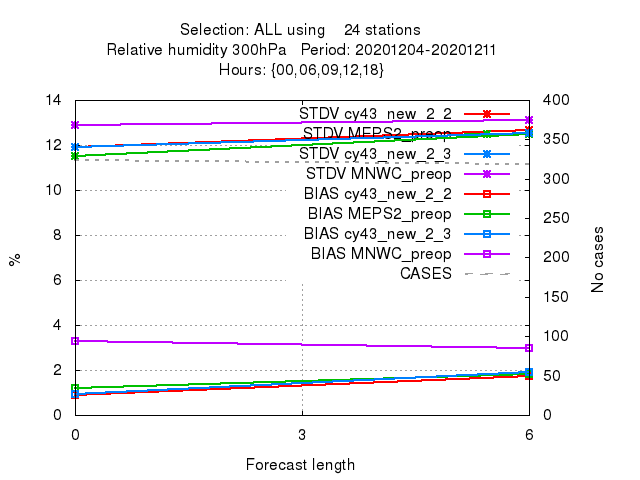 Selection: ALL using    24 stations
Relative humidity 300hPa   Period: 20201204-20201211
Hours: {00,06,09,12,18}
14
12
10
8
6
4
2
0
%
STDV cy43_new_2_2
STDV MEPS2_preop
STDV cy43_new_2_3
STDV MNWC_preop
BIAS cy43_new_2_2
BIAS MEPS2_preop
BIAS cy43_new_2_3
BIAS MNWC_preop
CASES
400
350
300
250
200
150
100
50
0
No cases
0
3
6
Forecast length